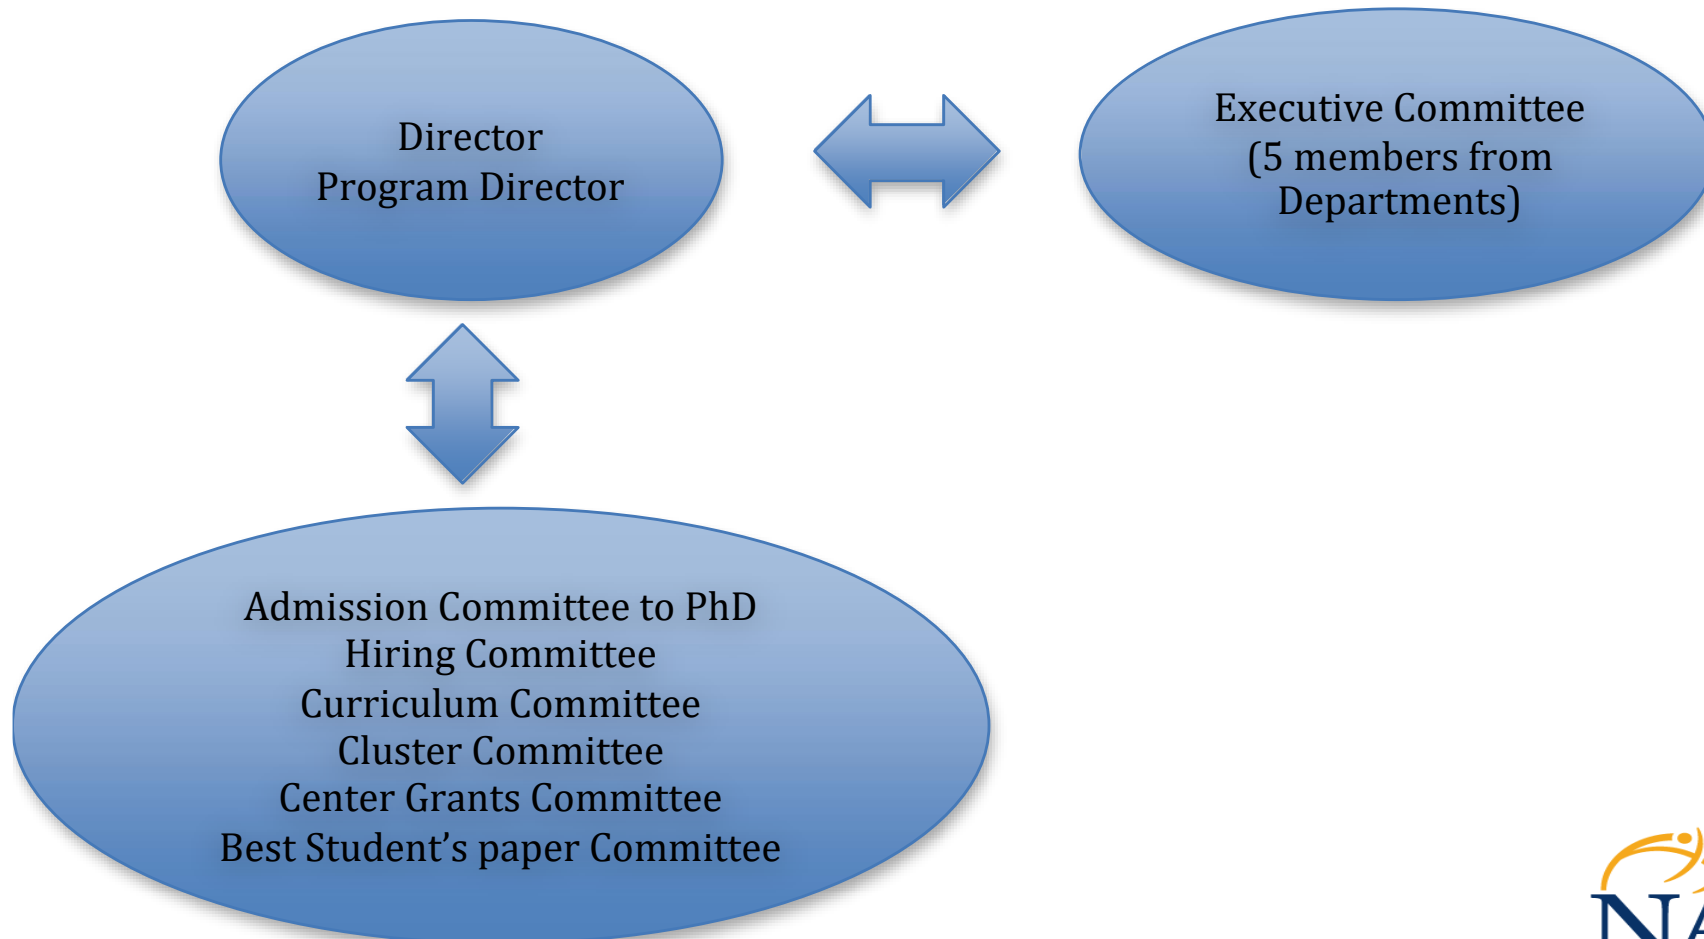 Director
Program Director
Executive Committee
(5 members from
Departments)
Admission Committee to PhD
Hiring Committee
Curriculum Committee
Cluster Committee
Center Grants Committee
Best Student’s paper Committee